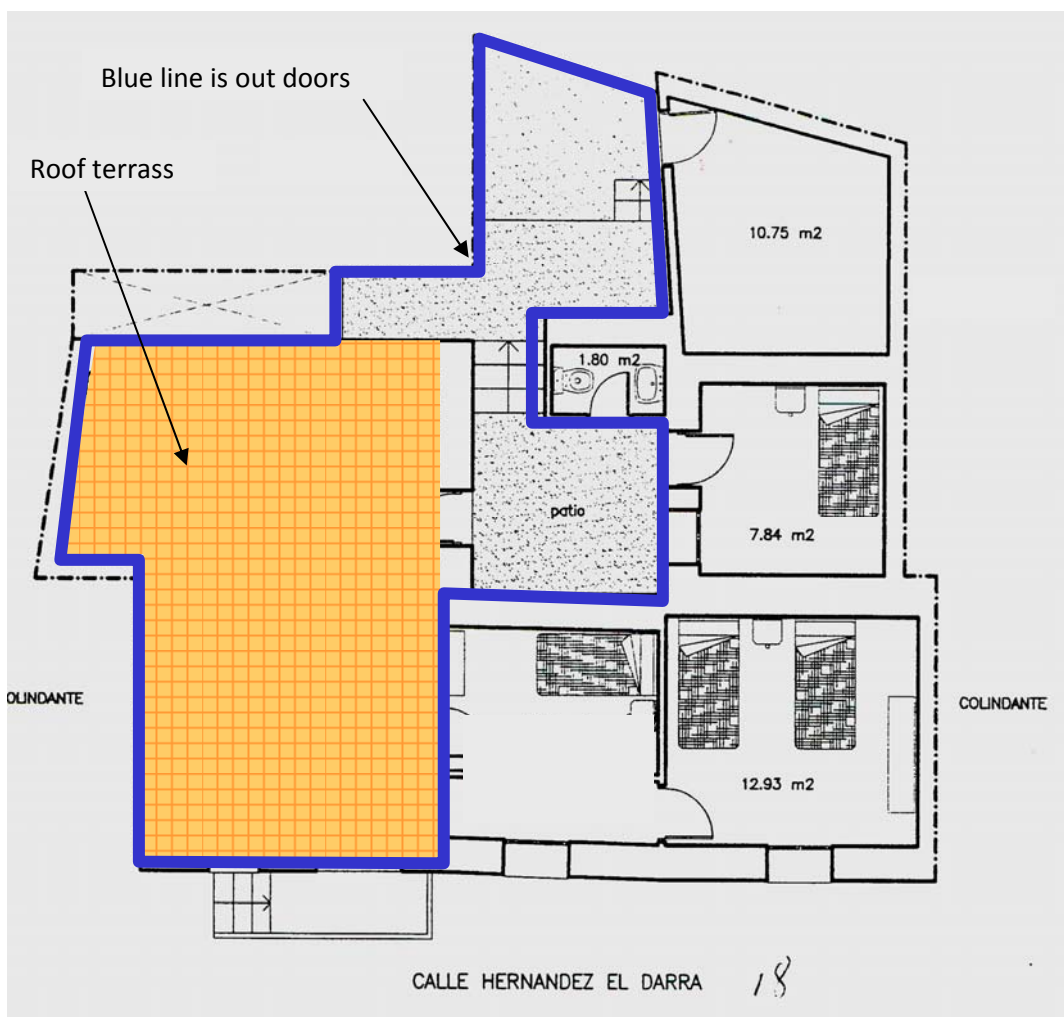 Blue line is out doors
Roof terrass
10.75 m2
1.80 m2
patio
7.84 m2
OLINDANTE
COLINDANTE
12.93 m2
CALLE HERNANDEZ EL DARRA 18